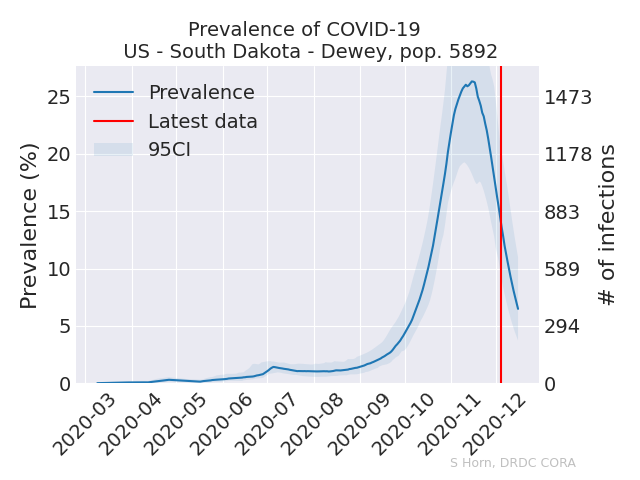 Prevalence of COVID-19
US - South Dakota - Dewey, pop. 5892
Prevalence
Latest data
95CI
Prevalence (%)
25
20
15
10
5
0
1473
1178
883
589
294
0
# of infections
2020-03
2020-04
2020-05
2020-06
2020-07
2020-08
2020-09
2020-10
2020-11
2020-12
S Horn, DRDC CORA